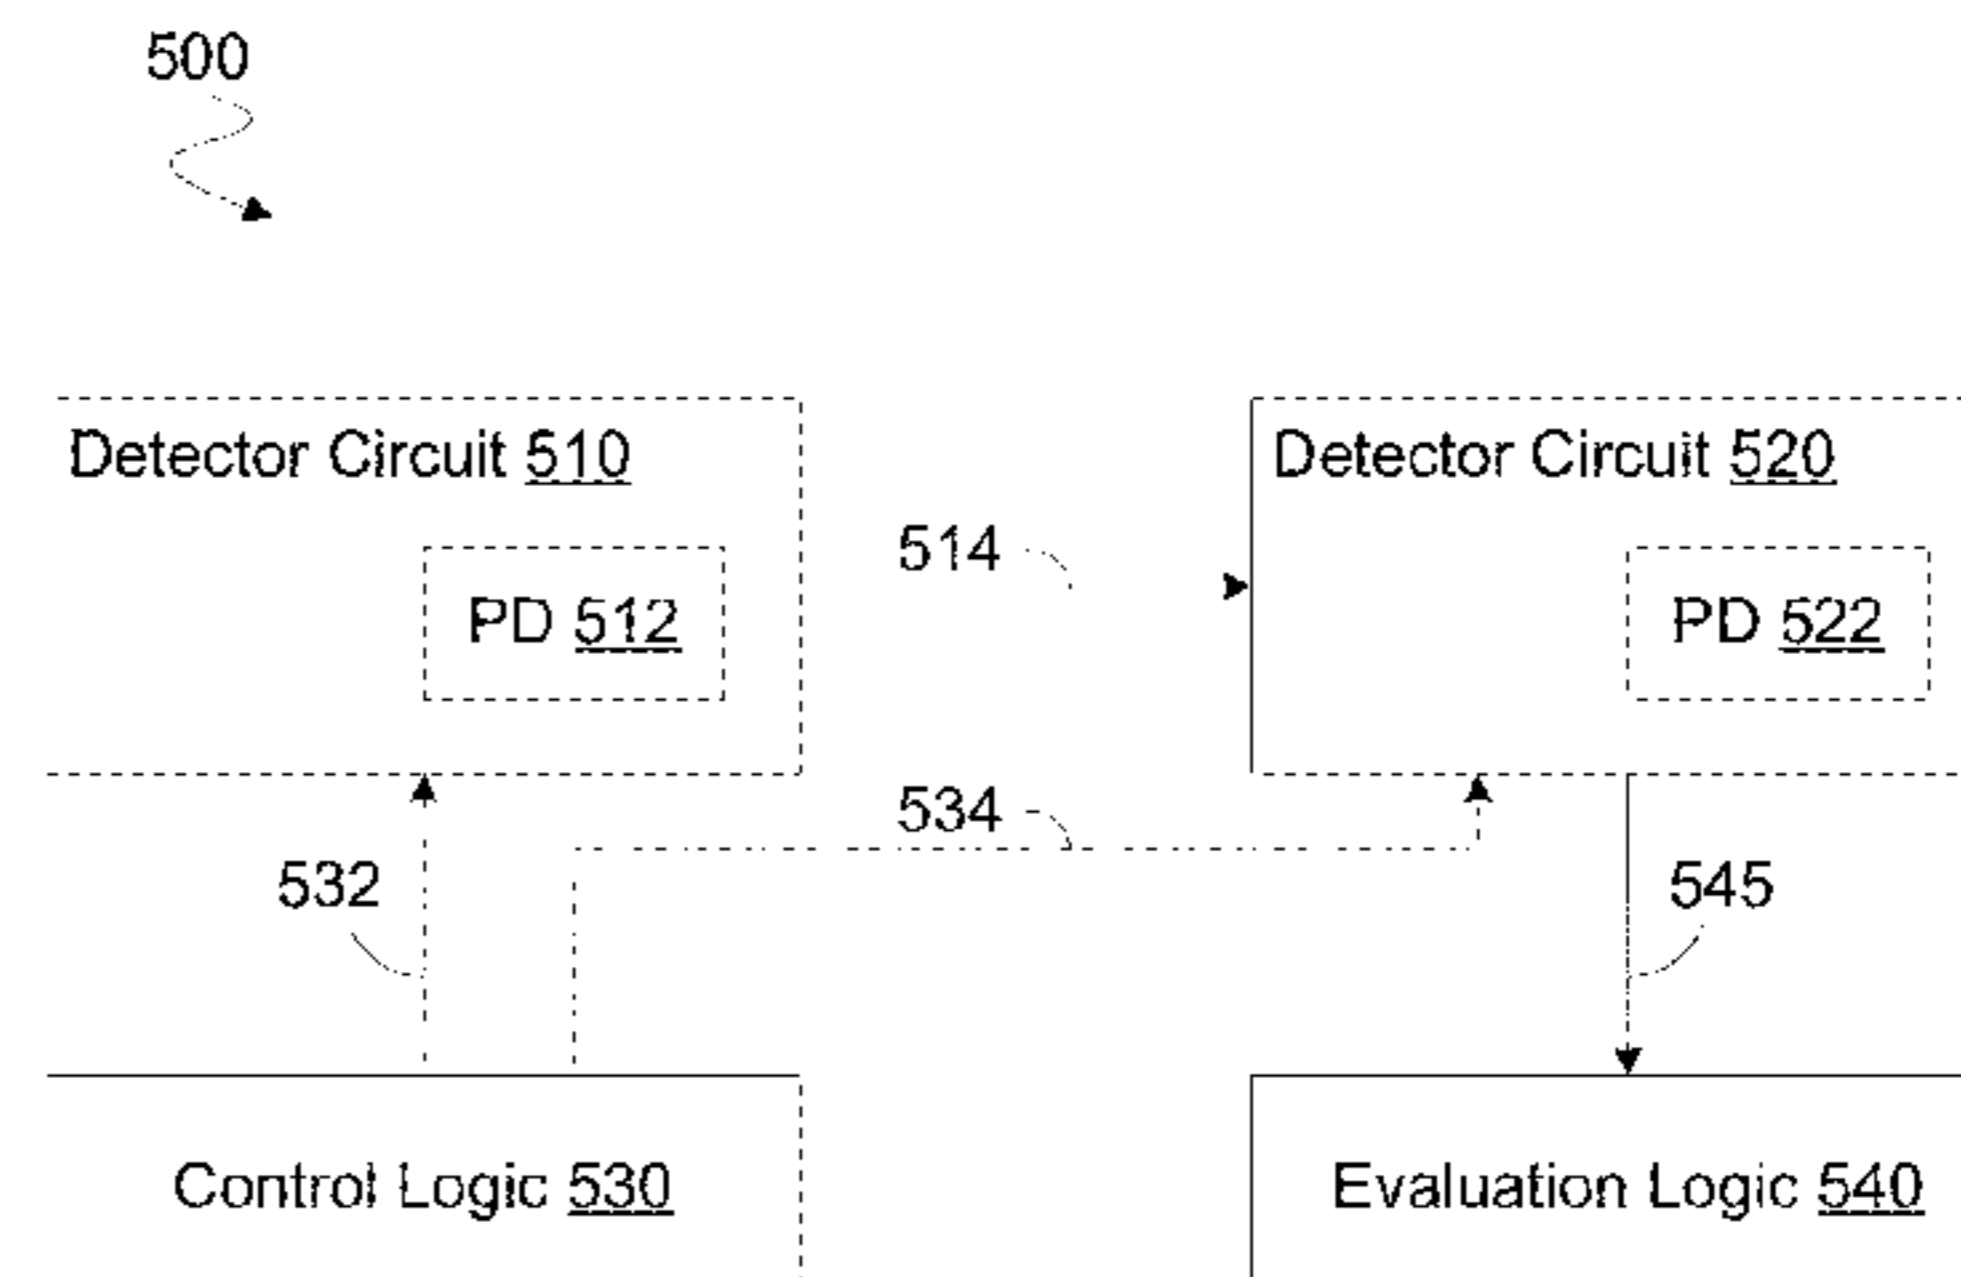 500
Detector Circuit 510
Detector Circuit 520
514
PD 512
PD 522
534
532
545
Control Logic 530
Evaluation Logic 540